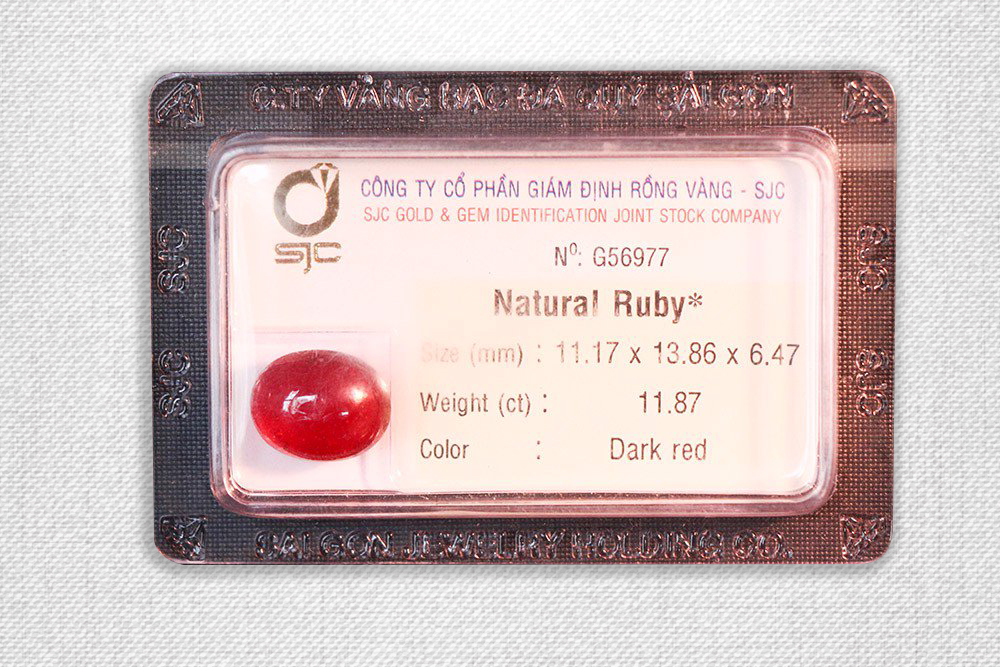 C.TY VÀNG BẠC ĐÁ QUÝ SÀI GÒN
SJC
CÔNG TY CỔ PHẦN GIÁM ĐỊNH RỒNG VÀNG - SJC
SJC GOLD & GEM IDENTIFICATION JOINT STOCK COMPANY
Nº: G56977
Natural Ruby*
Size (mm) : 11.17 x 13.86 x 6.47
Weight (ct) : 11.87
Color : Dark red
SJC
SJC
SJC
SJC
SAIGON JEWELRY HOLDING CO.